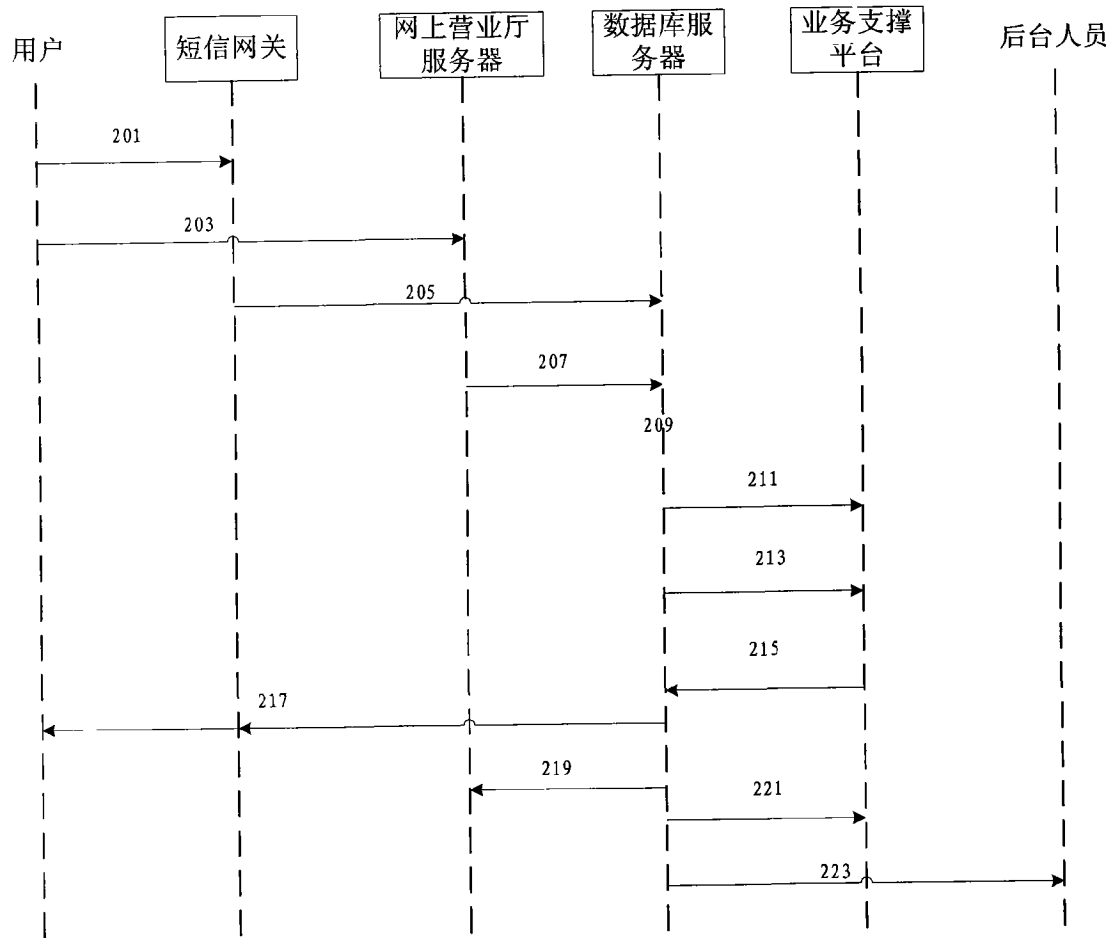 用户
短信网关
网上营业厅
服务器
数据库服
务器
业务支撑
平台
后台人员
201
203
205
207
209
211
213
215
217
219
221
223